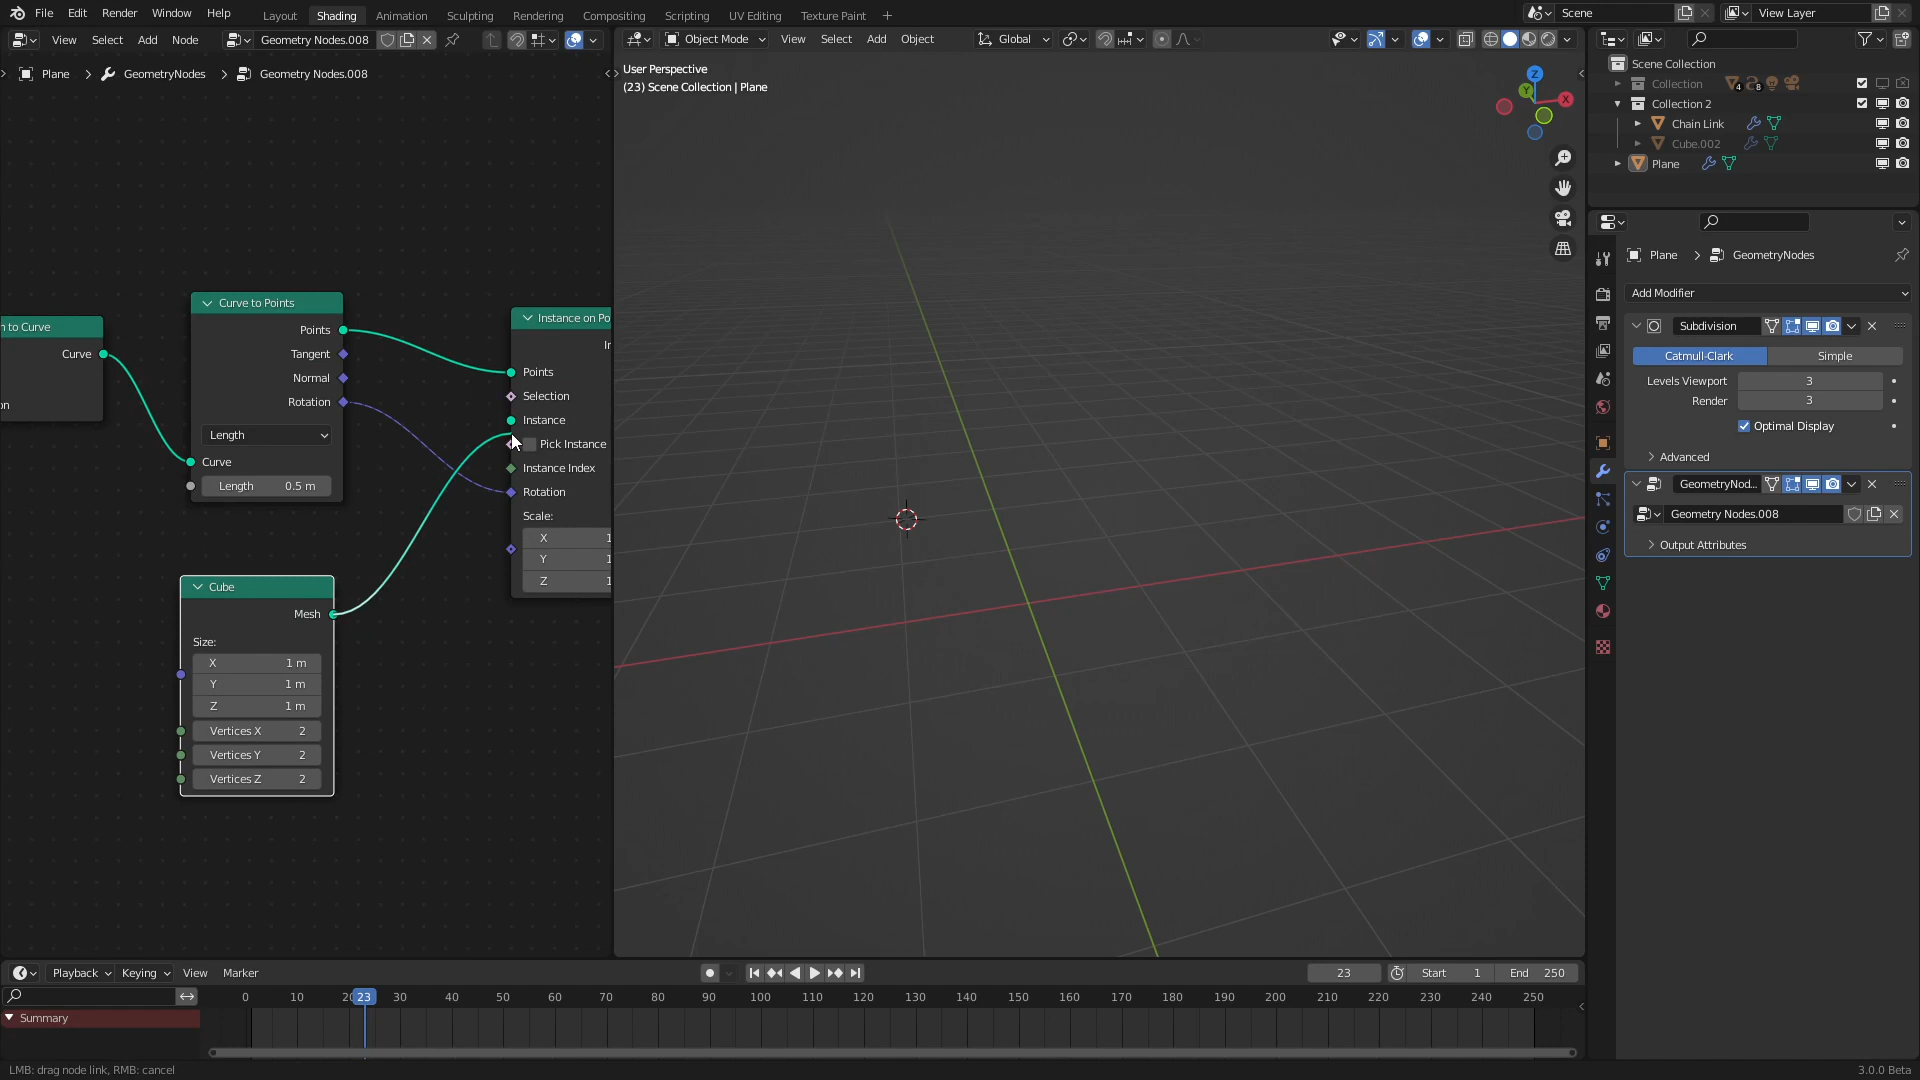 File Edit Render Window Help
Layout Shading Animation Sculpting Rendering Compositing Scripting UV Editing Texture Paint +
Scene
View Layer
View Select Add Node
Geometry Nodes.008
Object Mode
View Select Add Object
Global
Plane > GeometryNodes > Geometry Nodes.008
User Perspective
(23) Scene Collection | Plane
Z
Y
X
Scene Collection
Collection
4
8
Collection 2
Chain Link
Cube.002
Plane
Plane > GeometryNodes
Add Modifier
Subdivision
Catmull-Clark
Simple
Levels Viewport 3
Render 3
Optimal Display
Advanced
GeometryNod...
Geometry Nodes.008
Output Attributes
n to Curve
Curve
on
Curve to Points
Points
Tangent
Normal
Rotation
Length
Curve
Length 0.5 m
Instance on Po
In
Points
Selection
Instance
Pick Instance
Instance Index
Rotation
Scale:
X 1
Y 1
Z 1
Cube
Mesh
Size:
X 1 m
Y 1 m
Z 1 m
Vertices X 2
Vertices Y 2
Vertices Z 2
Playback
Keying
View
Marker
23
Start 1
End 250
0 10 20 23 30 40 50 60 70 80 90 100 110 120 130 140 150 160 170 180 190 200 210 220 230 240 250
Summary
LMB: drag node link, RMB: cancel
3.0.0 Beta